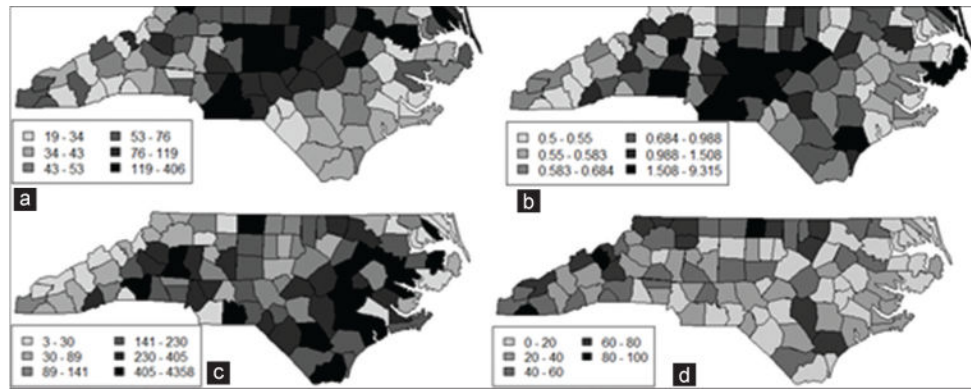 19 - 34
34 - 43
43 - 53
53 - 76
76 - 119
119 - 406
a
0.5 - 0.55
0.55 - 0.583
0.583 - 0.684
0.684 - 0.988
0.988 - 1.508
1.508 - 9.315
b
3 - 30
30 - 89
89 - 141
141 - 230
230 - 405
405 - 4358
c
0 - 20
20 - 40
40 - 60
60 - 80
80 - 100
d